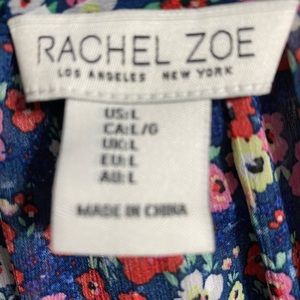 RACHEL ZOE
LOS ANGELES NEW YORK
US:L
CA:L/G
UK:L
EU:L
AU:L
MADE IN CHINA